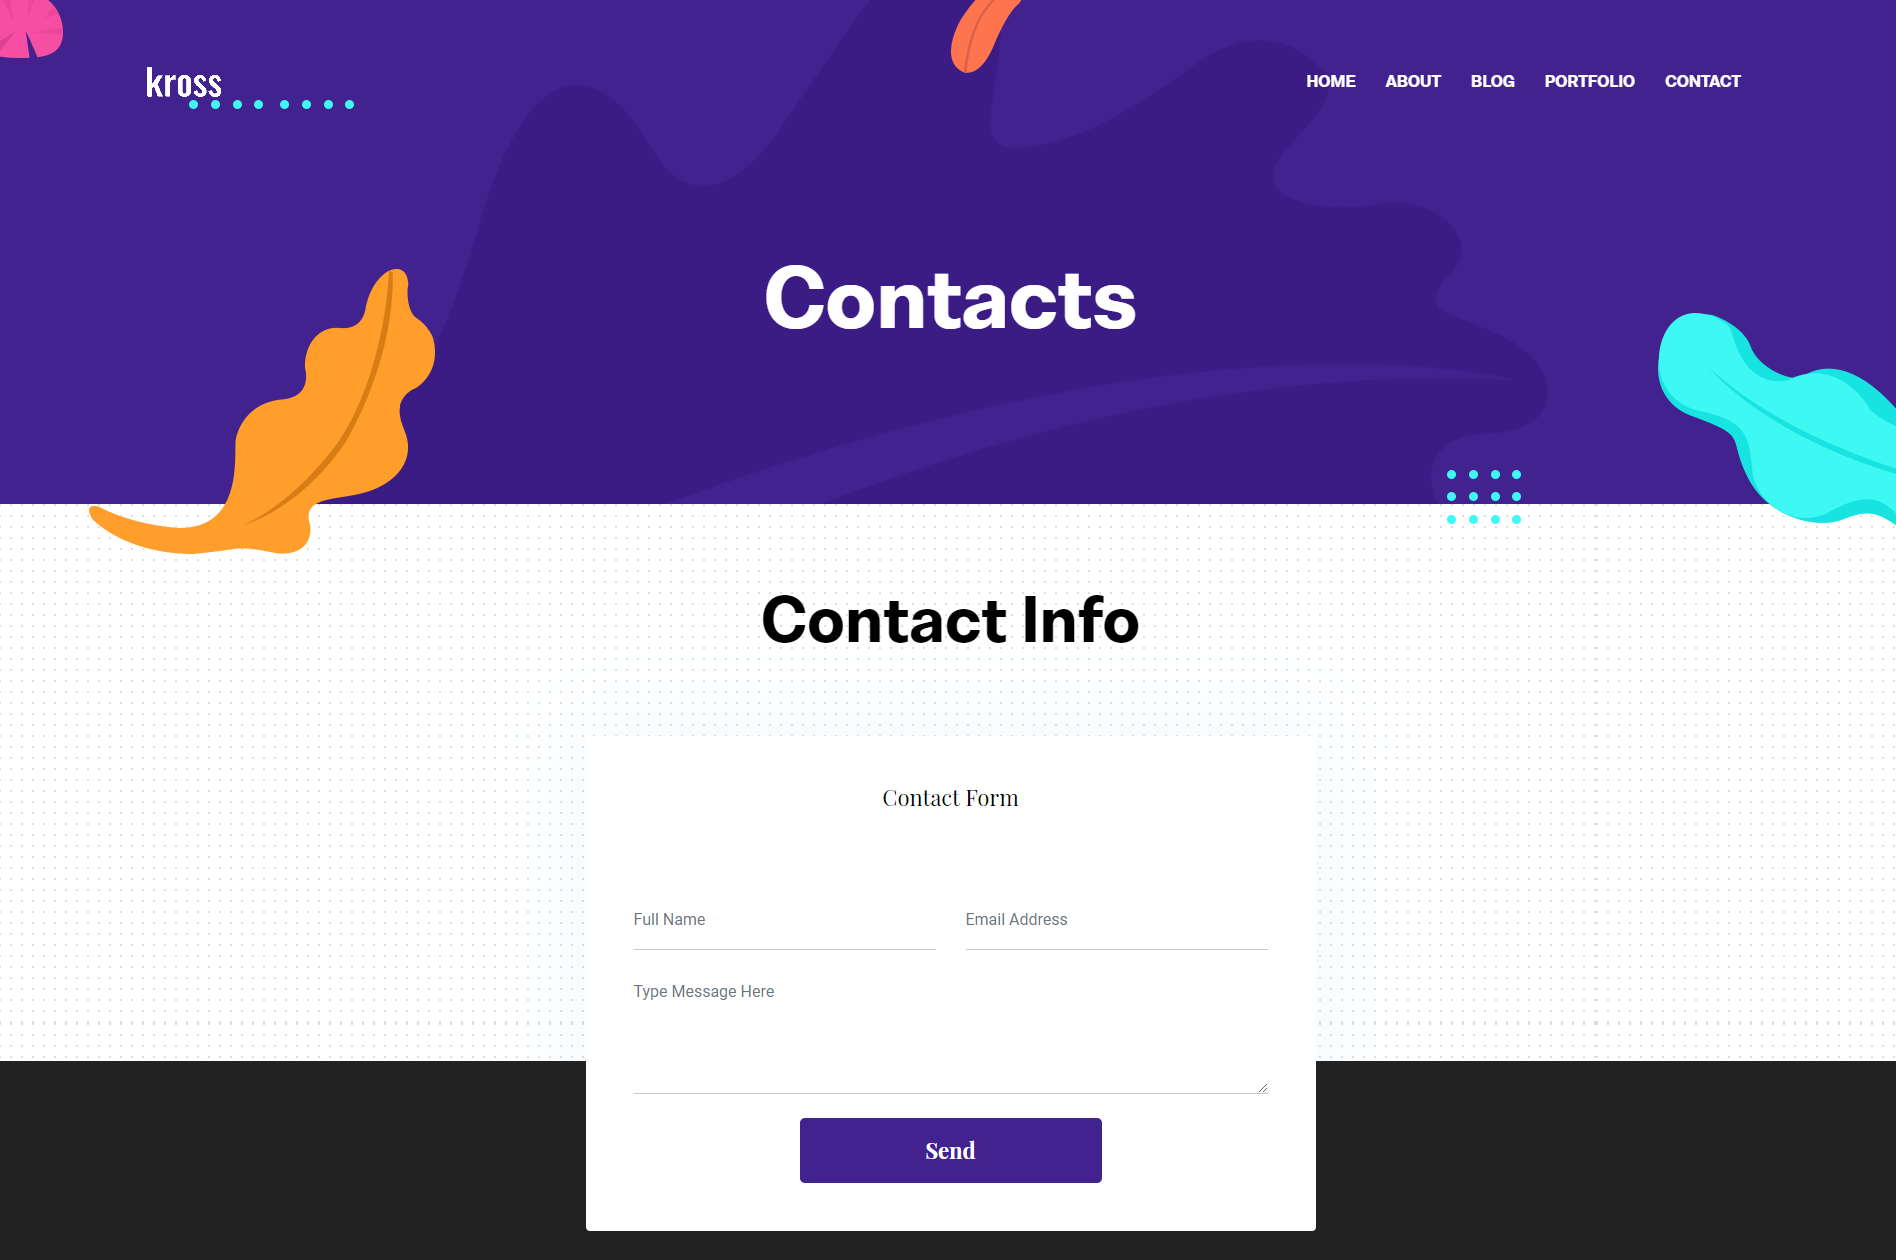 kross
HOME ABOUT BLOG PORTFOLIO CONTACT
Contacts
Contact Info
Contact Form
Full Name Email Address
Type Message Here
Send